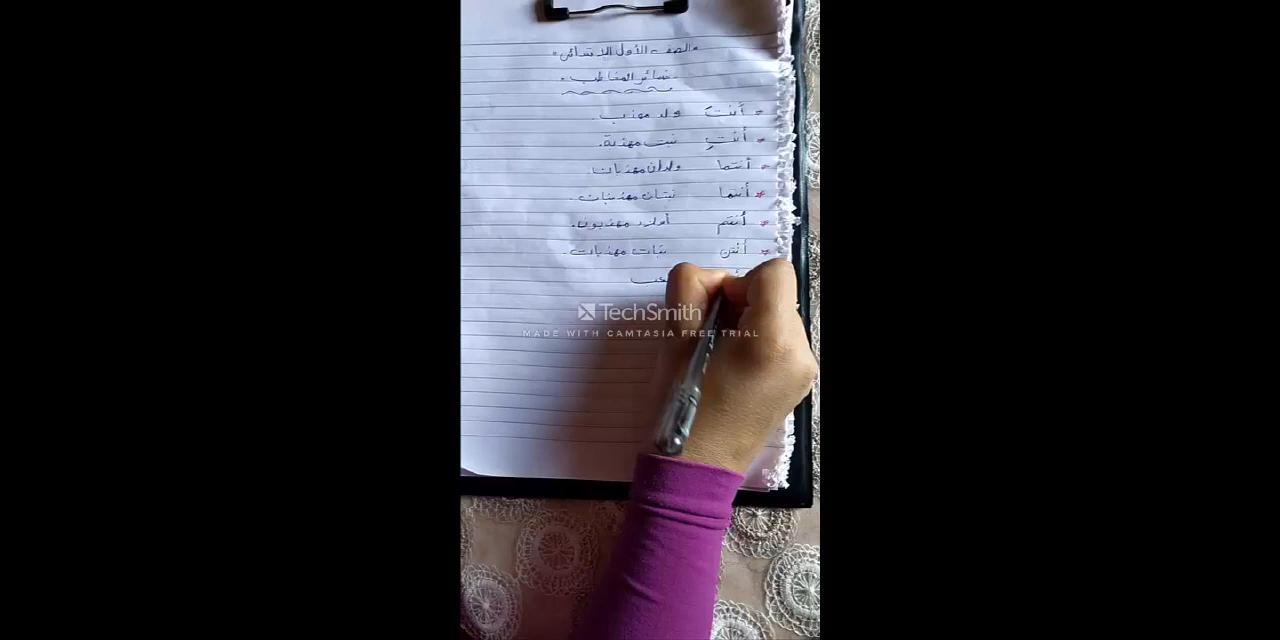 الصف الأول الابتدائي
ضمائر المخاطب
أنتَ ولد مهذب.
أنتِ بنت مهذبة.
أنتما ولدان مهذبان.
أنتما بنتان مهذبتان.
أنتم أولاد مهذبون.
أنتن بنات مهذبات.
TechSmith
MADE WITH CAMTASIA FREE TRIAL